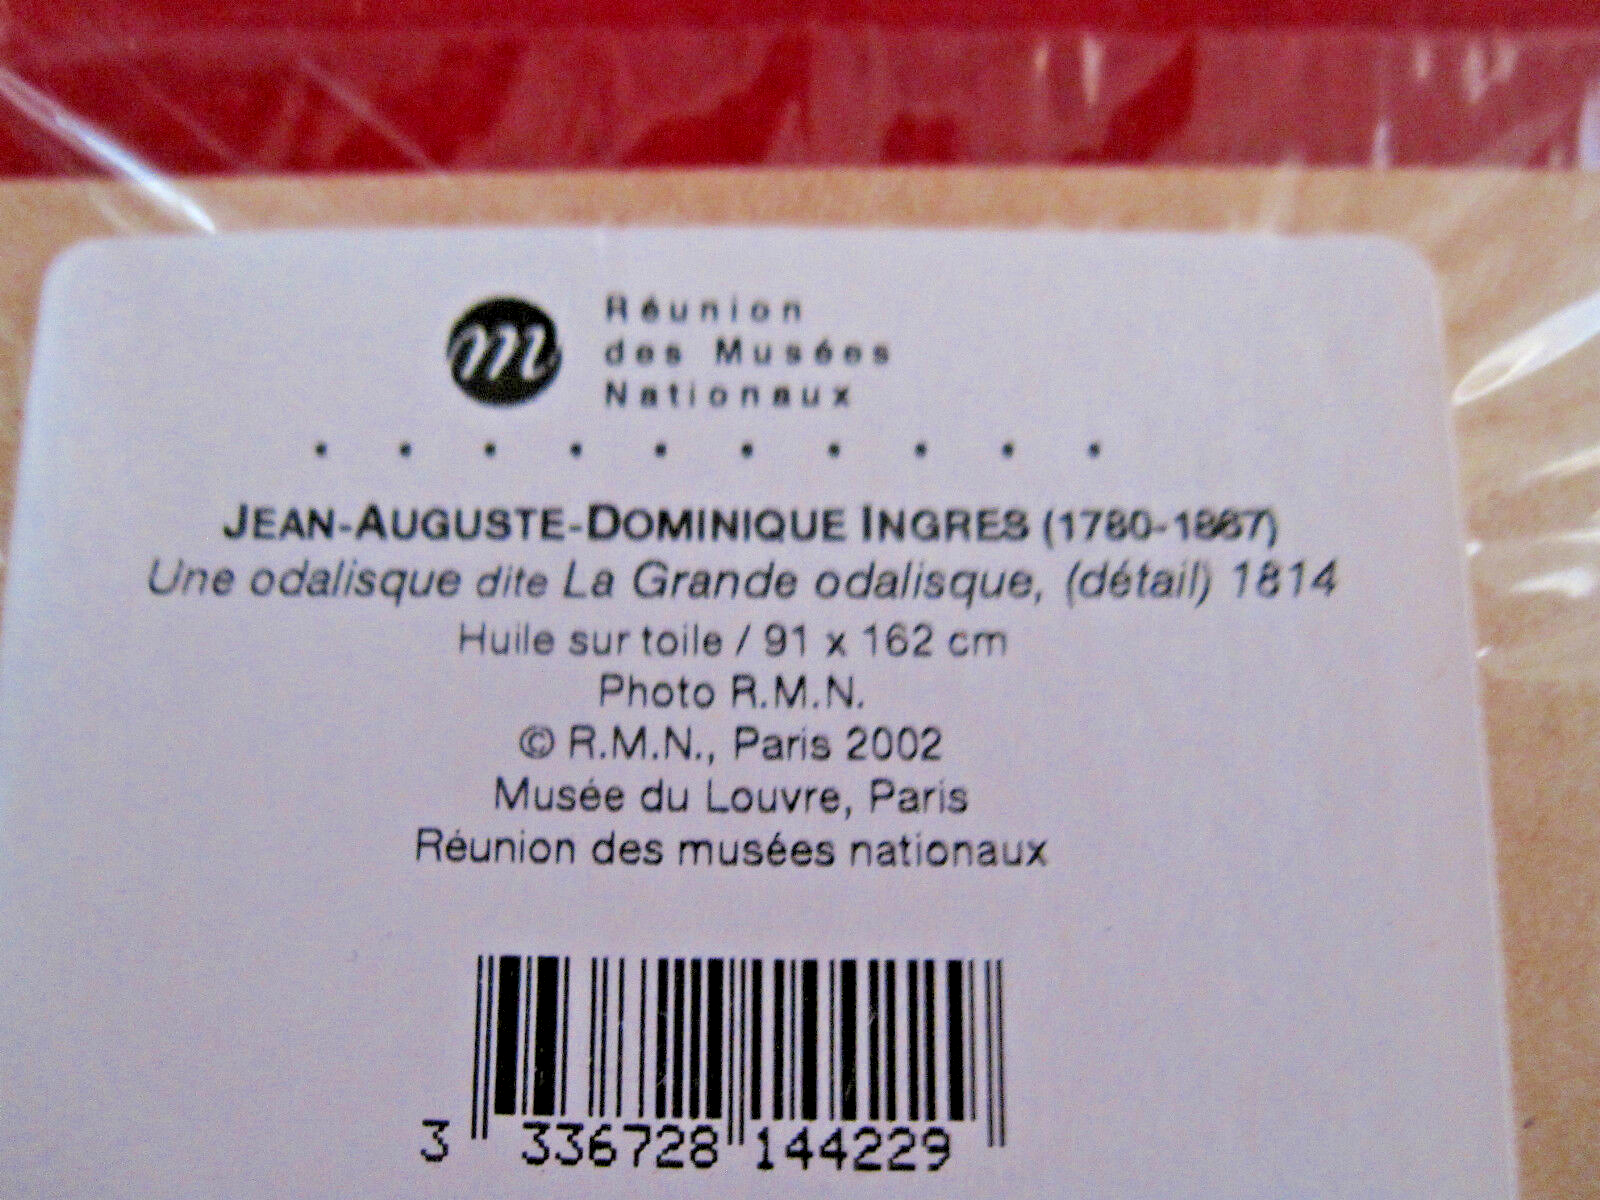 m
Réunion
des Musées
Nationaux
JEAN-AUGUSTE-DOMINIQUE INGRES (1780-1867)
Une odalisque dite La Grande odalisque, (détail) 1814
Huile sur toile / 91 x 162 cm
Photo R.M.N.
© R.M.N., Paris 2002
Musée du Louvre, Paris
Réunion des musées nationaux
3 336728 144229